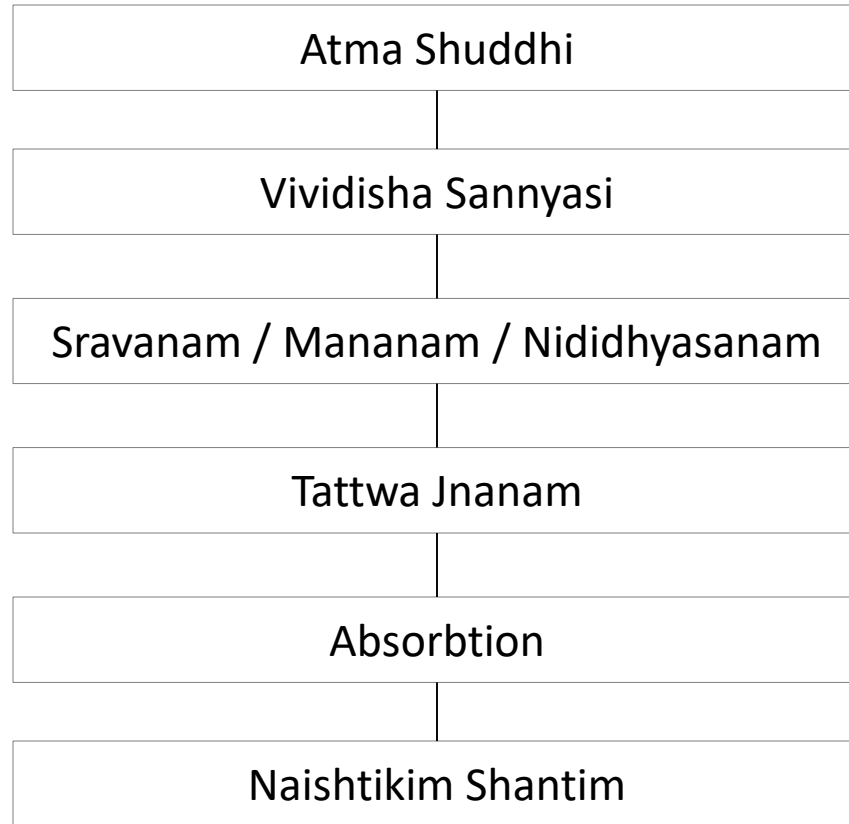 Atma Shuddhi
Vividisha Sannyasi
Sravanam / Mananam / Nididhyasanam
Tattwa Jnanam
Absorbtion
Naishtikim Shantim